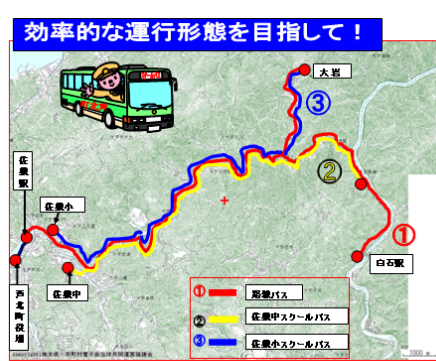 効率的な運行形態を目指して!
大岩
③
佐敷駅
佐敷小
②
①
白石駅
芦北町役場
佐敷中
① 路線バス
② 佐敷中スクールバス
③ 佐敷小スクールバス
1000 m